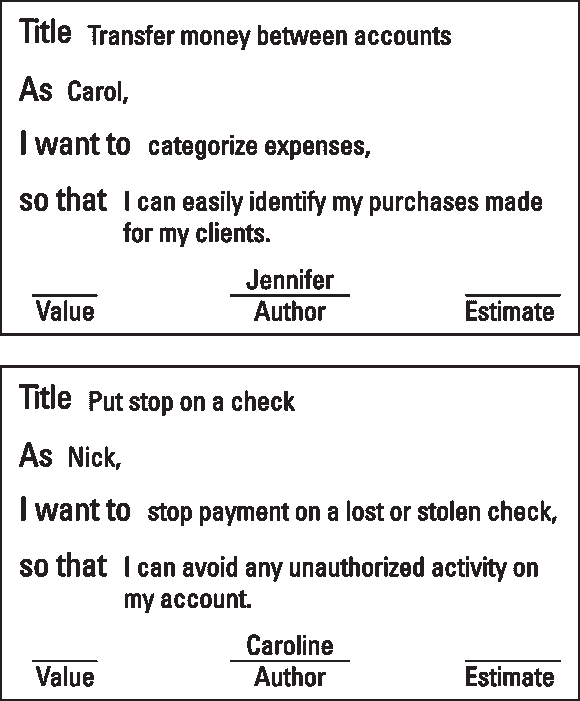 Title Transfer money between accounts
As Carol,
I want to categorize expenses,
so that I can easily identify my purchases made
for my clients.
Jennifer
Value Author Estimate
Title Put stop on a check
As Nick,
I want to stop payment on a lost or stolen check,
so that I can avoid any unauthorized activity on
my account.
Caroline
Value Author Estimate